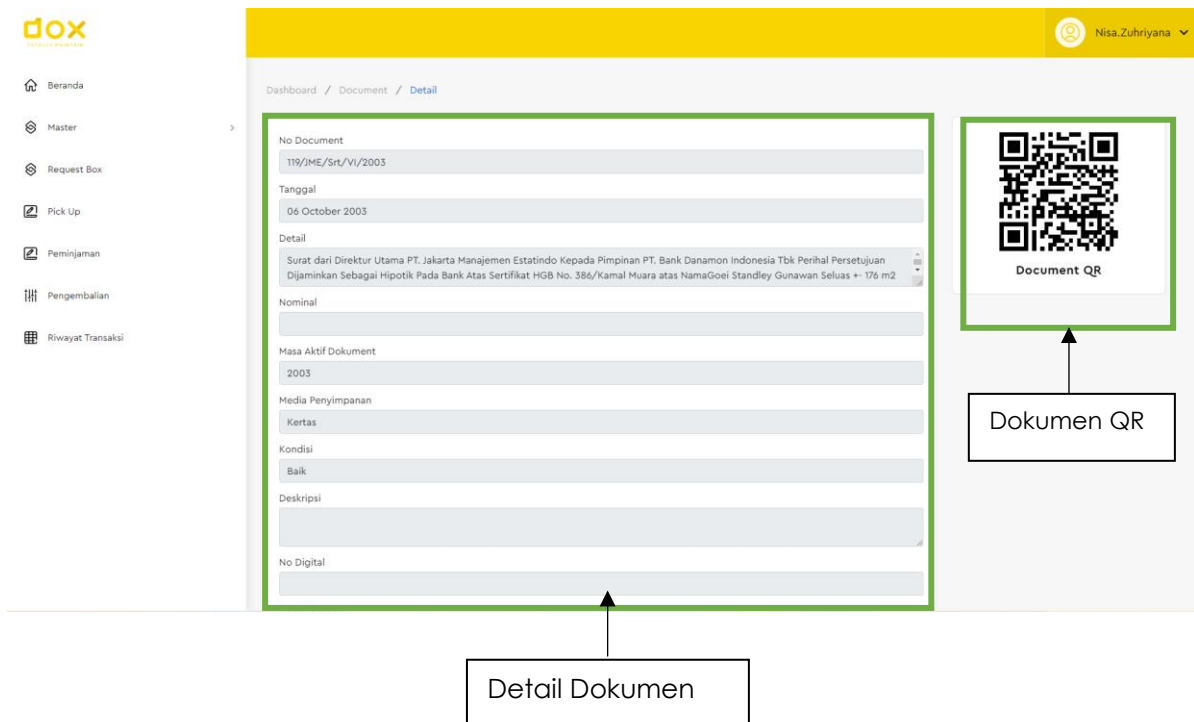 dox
Nisa.Zuhriyana
Beranda
Master
Request Box
Pick Up
Peminjaman
Pengembalian
Riwayat Transaksi
Dashboard / Document / Detail
No Document
119/JME/Srt/VI/2003
Tanggal
06 October 2003
Detail
Surat dari Direktur Utama PT. Jakarta Manajemen Estatindo Kepada Pimpinan PT. Bank Danamon Indonesia Tbk Perihal Persetujuan
Dijaminkan Sebagai Hipotik Pada Bank Atas Sertifikat HGB No. 386/Kamal Muara atas NamaGoei Standley Gunawan Seluas +- 176 m2
Nominal
Masa Aktif Dokument
2003
Media Penyimpanan
Kertas
Kondisi
Baik
Deskripsi
No Digital
Document QR
Dokumen QR
Detail Dokumen